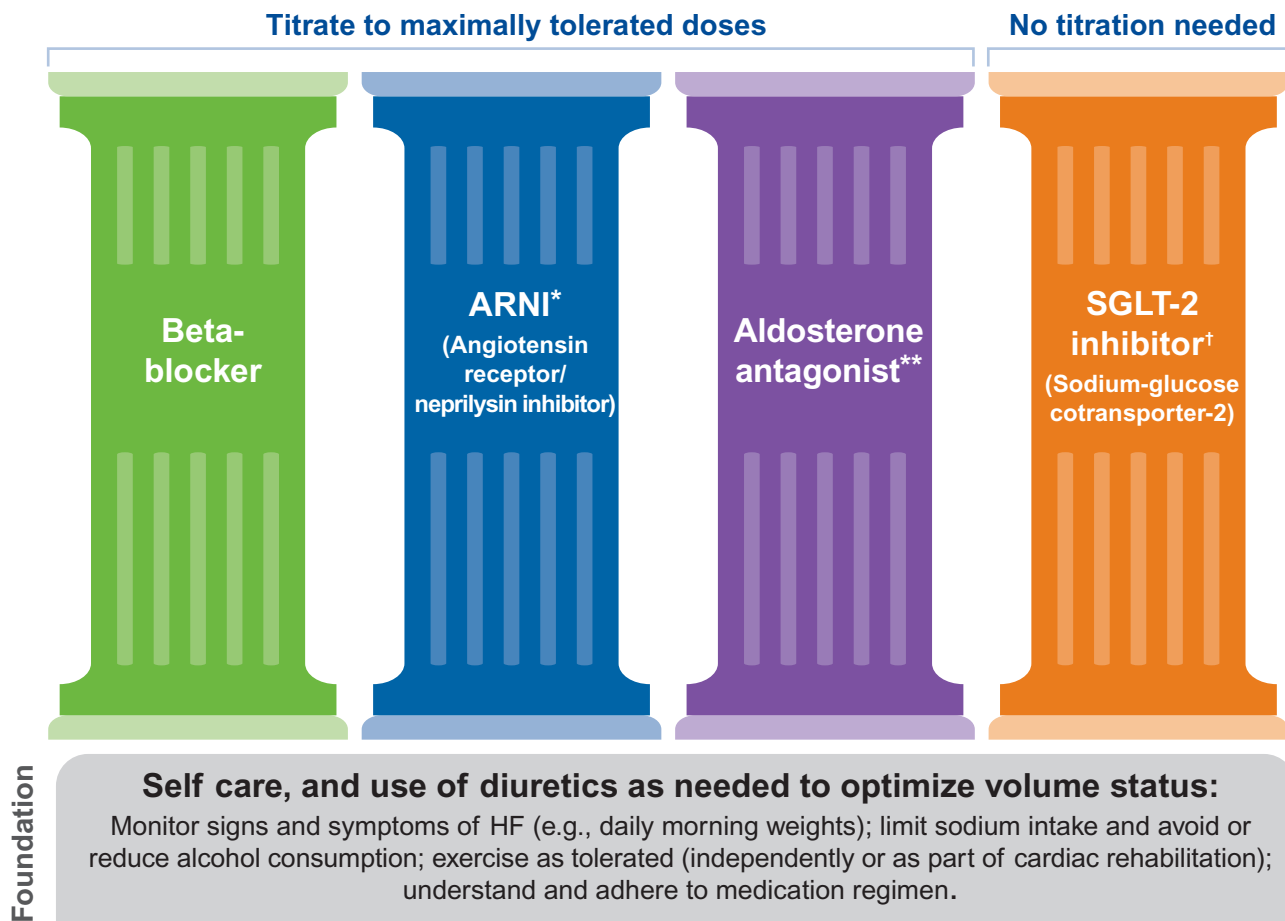 Titrate to maximally tolerated doses
No titration needed
Beta-
blocker
ARNI*
(Angiotensin
receptor/
neprilysin inhibitor)
Aldosterone
antagonist**
SGLT-2
inhibitor†
(Sodium-glucose
cotransporter-2)
Foundation
Self care, and use of diuretics as needed to optimize volume status:
Monitor signs and symptoms of HF (e.g., daily morning weights); limit sodium intake and avoid or
reduce alcohol consumption; exercise as tolerated (independently or as part of cardiac rehabilitation);
understand and adhere to medication regimen.